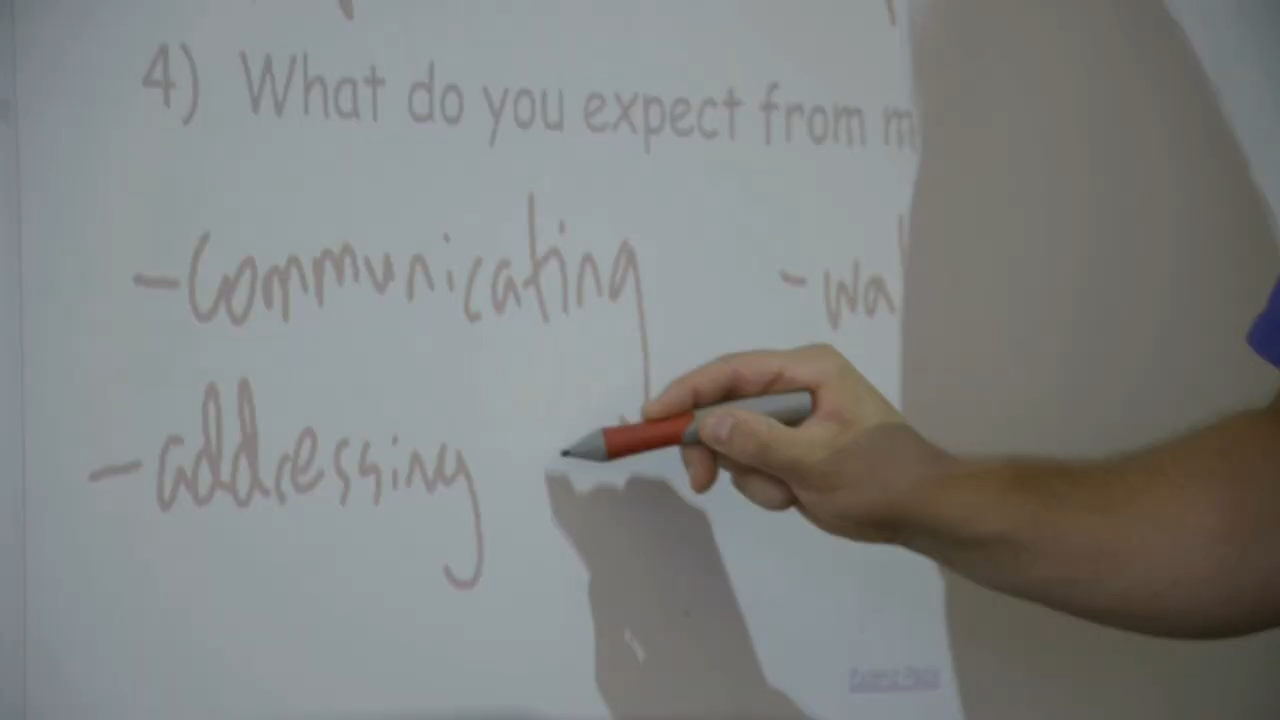 4) What do you expect from m
- Communicating
- wa
- addressing